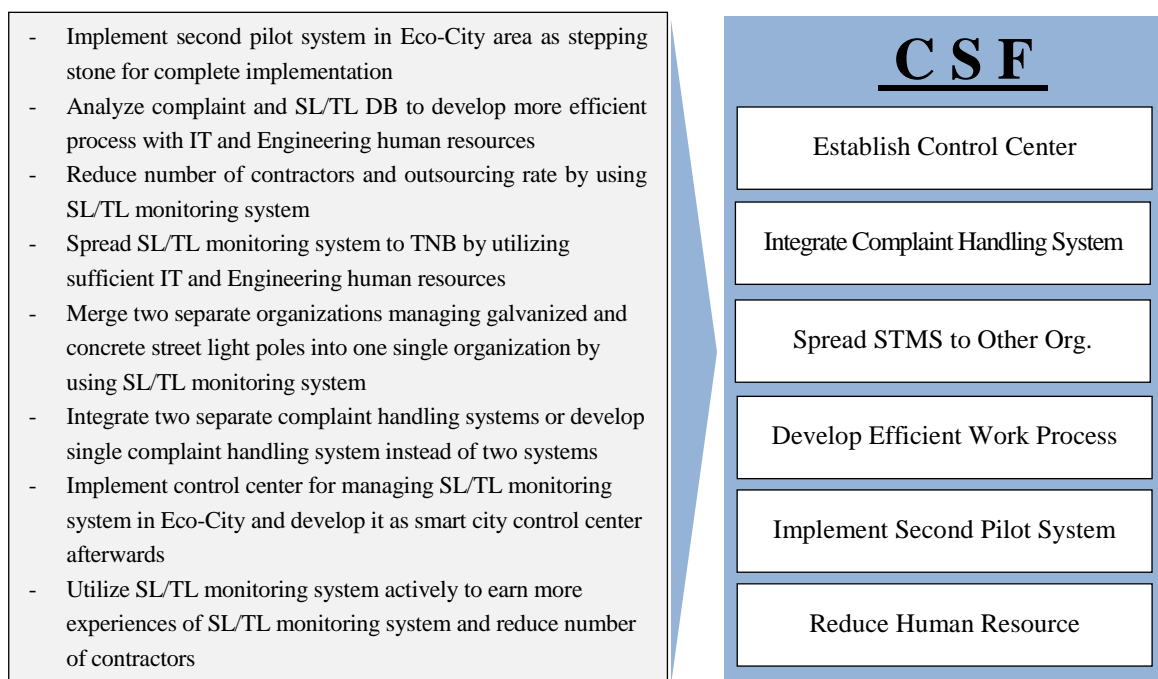 - Implement second pilot system in Eco-City area as stepping
stone for complete implementation
- Analyze complaint and SL/TL DB to develop more efficient
process with IT and Engineering human resources
- Reduce number of contractors and outsourcing rate by using
SL/TL monitoring system
- Spread SL/TL monitoring system to TNB by utilizing
sufficient IT and Engineering human resources
- Merge two separate organizations managing galvanized and
concrete street light poles into one single organization by
using SL/TL monitoring system
- Integrate two separate complaint handling systems or develop
single complaint handling system instead of two systems
- Implement control center for managing SL/TL monitoring
system in Eco-City and develop it as smart city control center
afterwards
- Utilize SL/TL monitoring system actively to earn more
experiences of SL/TL monitoring system and reduce number
of contractors
C S F
Establish Control Center
Integrate Complaint Handling System
Spread STMS to Other Org.
Develop Efficient Work Process
Implement Second Pilot System
Reduce Human Resource